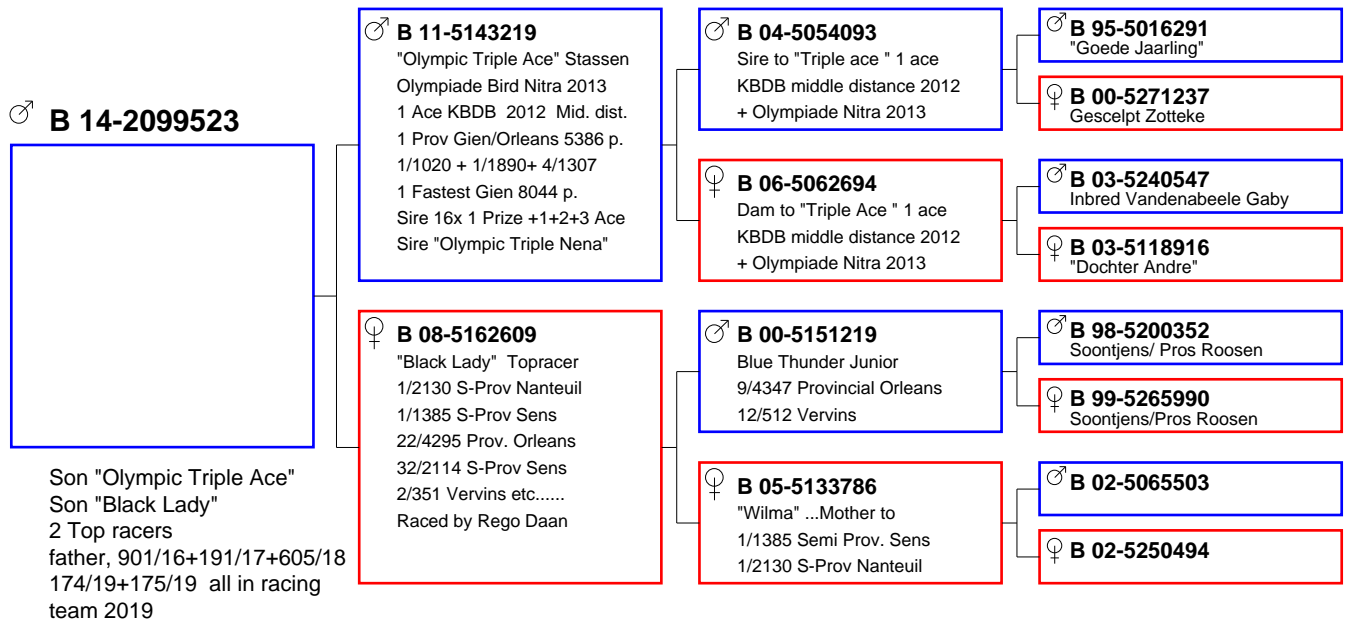 B 14-2099523
Son "Olympic Triple Ace"
Son "Black Lady"
2 Top racers
father, 901/16+191/17+605/18
174/19+175/19 all in racing
team 2019
B 11-5143219
"Olympic Triple Ace" Stassen
Olympiade Bird Nitra 2013
1 Ace KBDB 2012 Mid. dist.
1 Prov Gien/Orleans 5386 p.
1/1020 + 1/1890+ 4/1307
1 Fastest Gien 8044 p.
Sire 16x 1 Prize +1+2+3 Ace
Sire "Olympic Triple Nena"
B 08-5162609
"Black Lady" Topracer
1/2130 S-Prov Nanteuil
1/1385 S-Prov Sens
22/4295 Prov. Orleans
32/2114 S-Prov Sens
2/351 Vervins etc......
Raced by Rego Daan
B 04-5054093
Sire to "Triple ace " 1 ace
KBDB middle distance 2012
+ Olympiade Nitra 2013
B 06-5062694
Dam to "Triple Ace " 1 ace
KBDB middle distance 2012
+ Olympiade Nitra 2013
B 00-5151219
Blue Thunder Junior
9/4347 Provincial Orleans
12/512 Vervins
B 05-5133786
"Wilma" ...Mother to
1/1385 Semi Prov. Sens
1/2130 S-Prov Nanteuil
B 95-5016291
"Goede Jaarling"
B 00-5271237
Gescelpt Zotteke
B 03-5240547
Inbred Vandenabeele Gaby
B 03-5118916
"Dochter Andre"
B 98-5200352
Soontjens/ Pros Roosen
B 99-5265990
Soontjens/Pros Roosen
B 02-5065503
B 02-5250494